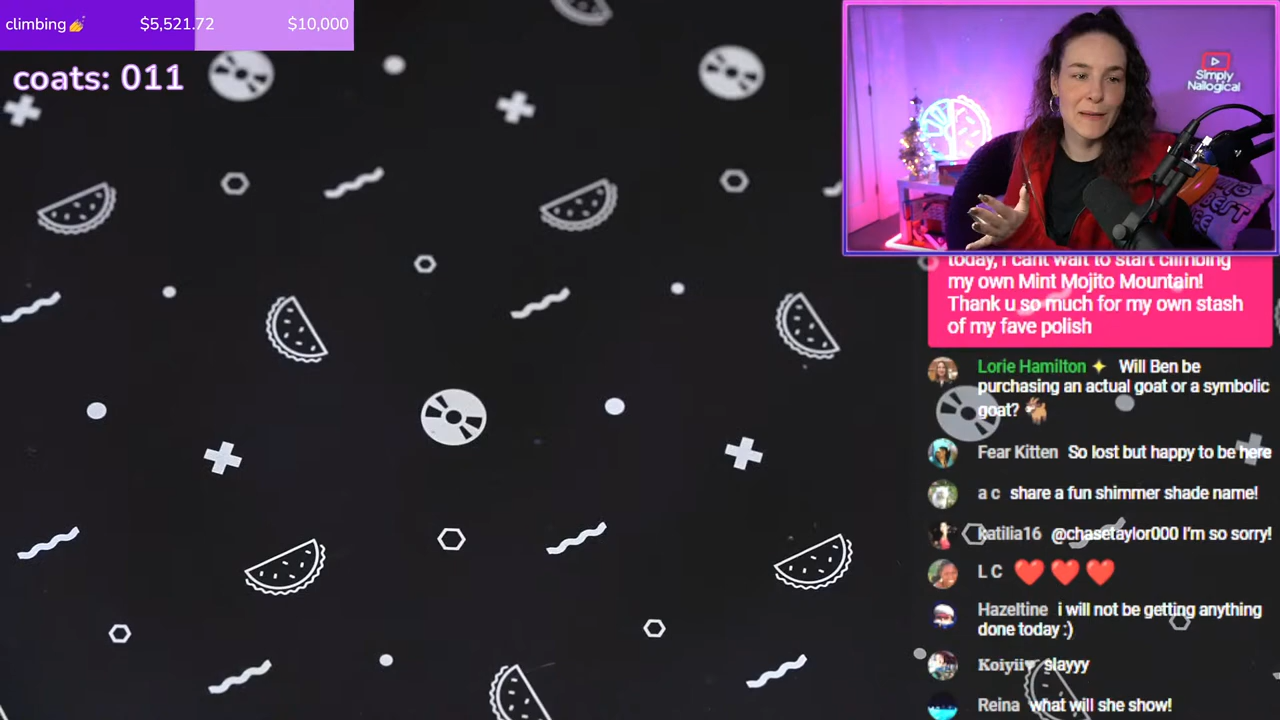 climbing💅 $5,521.72 $10,000
coats: 011
Simply
Nailogical
today, i cant wait to start climbing
my own Mint Mojito Mountain!
Thank u so much for my own stash
of my fave polish
Lorie Hamilton ✦ Will Ben be
purchasing an actual goat or a symbolic
goat? 🐐
Fear Kitten So lost but happy to be here
a c share a fun shimmer shade name!
katilia16 @chasetaylor000 I'm so sorry!
L C ❤️❤️❤️
Hazeltine i will not be getting anything
done today :)
Koiyii♥ slayyy
Reina what will she show!